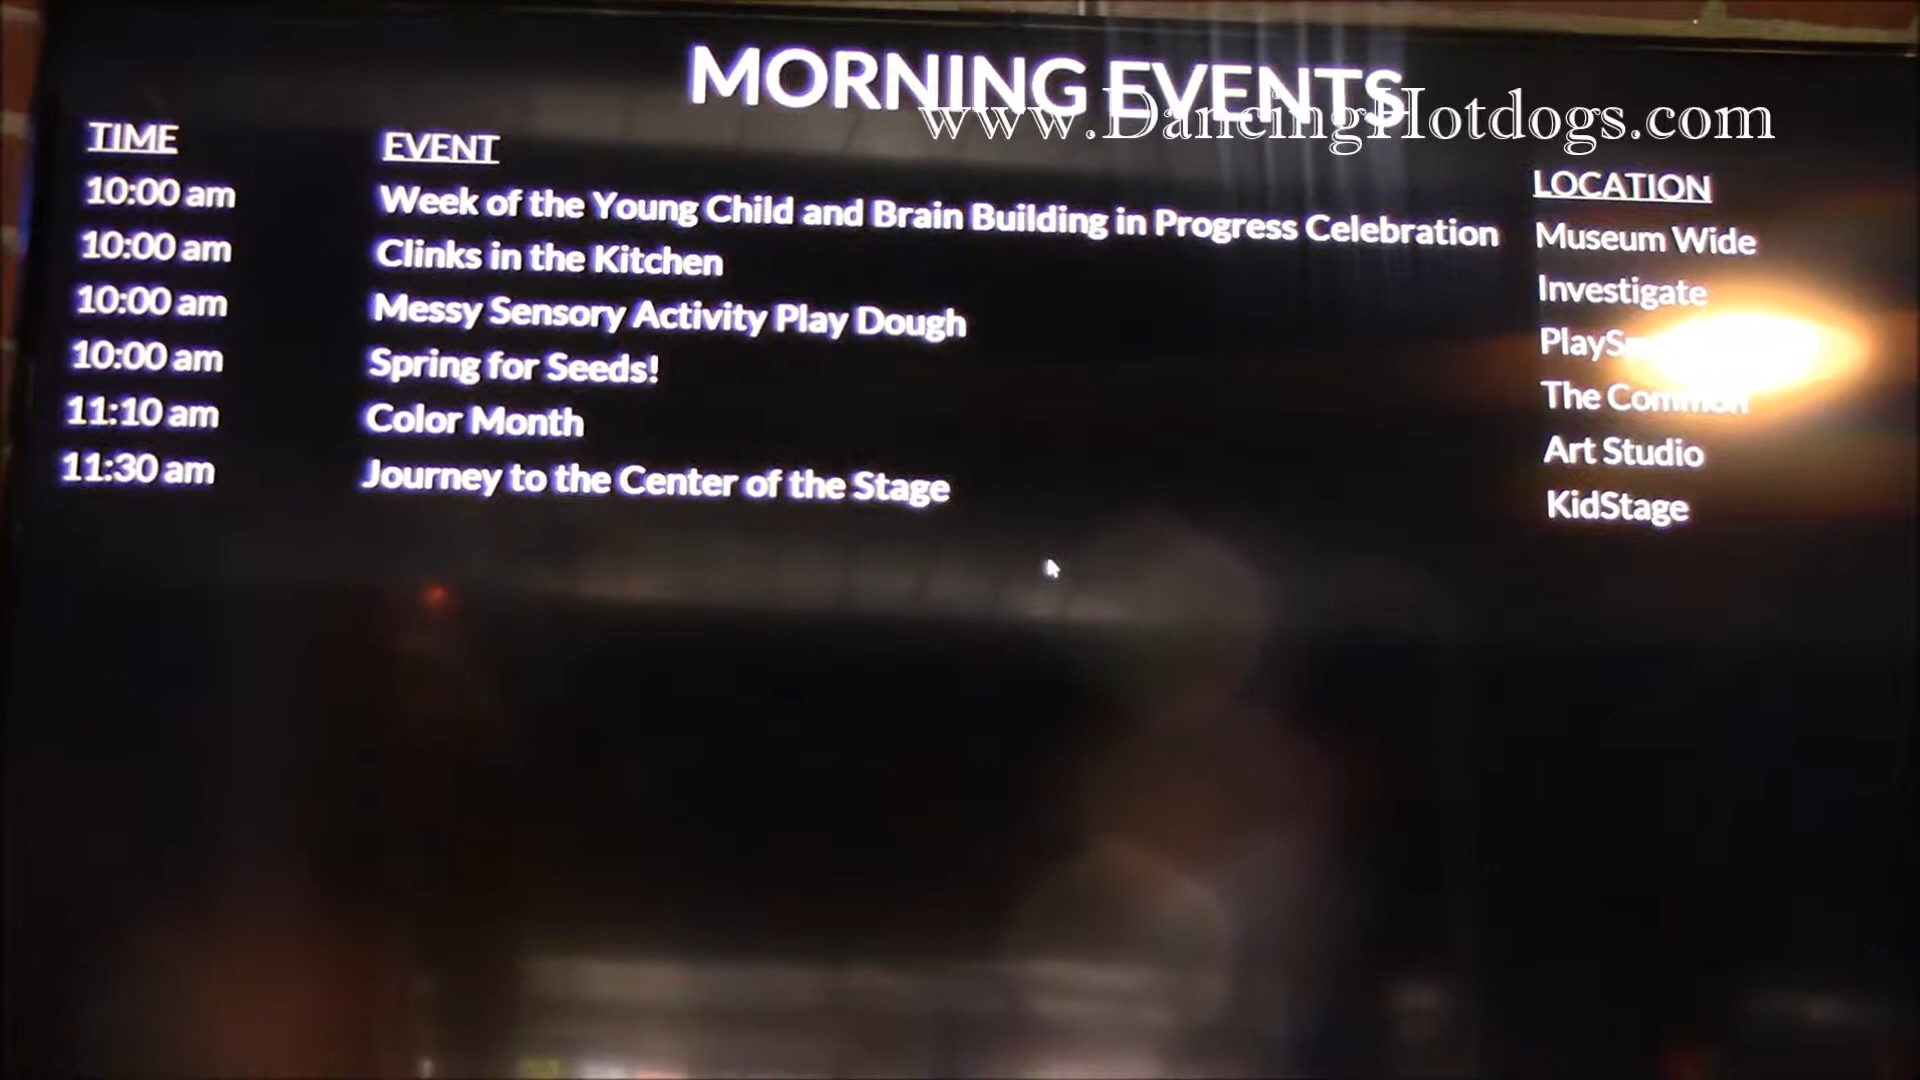 MORNING EVENTS
www.DancingHotdogs.com
TIME EVENT LOCATION
10:00 am Week of the Young Child and Brain Building in Progress Celebration Museum Wide
10:00 am Clinks in the Kitchen Investigate
10:00 am Messy Sensory Activity Play Dough
10:00 am Spring for Seeds! The Common
11:10 am Color Month Art Studio
11:30 am Journey to the Center of the Stage KidStage